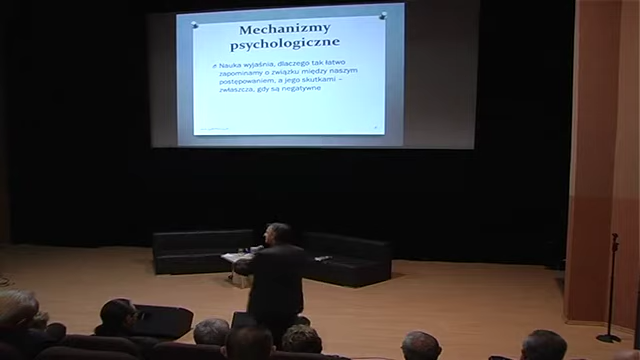 Mechanizmy
psychologiczne
Nauka wyjaśnia, dlaczego tak łatwo
zapominamy o związku między naszym
postępowaniem, a jego skutkami –
zwłaszcza, gdy są negatywne